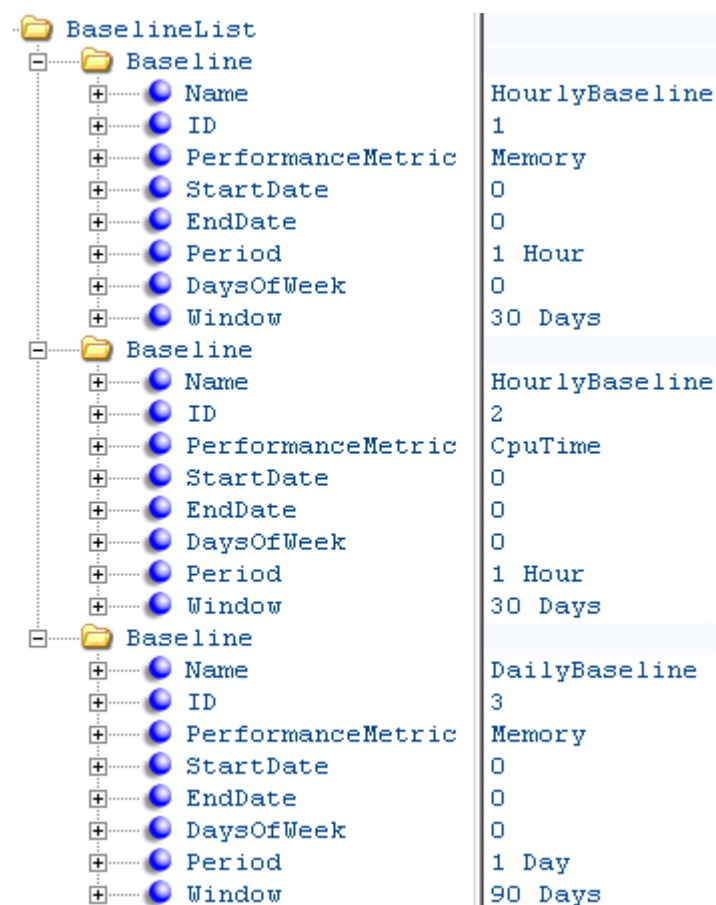 BaselineList
Baseline
Name HourlyBaseline
ID 1
PerformanceMetric Memory
StartDate 0
EndDate 0
Period 1 Hour
DaysOfWeek 0
Window 30 Days
Baseline
Name HourlyBaseline
ID 2
PerformanceMetric CpuTime
StartDate 0
EndDate 0
DaysOfWeek 0
Period 1 Hour
Window 30 Days
Baseline
Name DailyBaseline
ID 3
PerformanceMetric Memory
StartDate 0
EndDate 0
DaysOfWeek 0
Period 1 Day
Window 90 Days